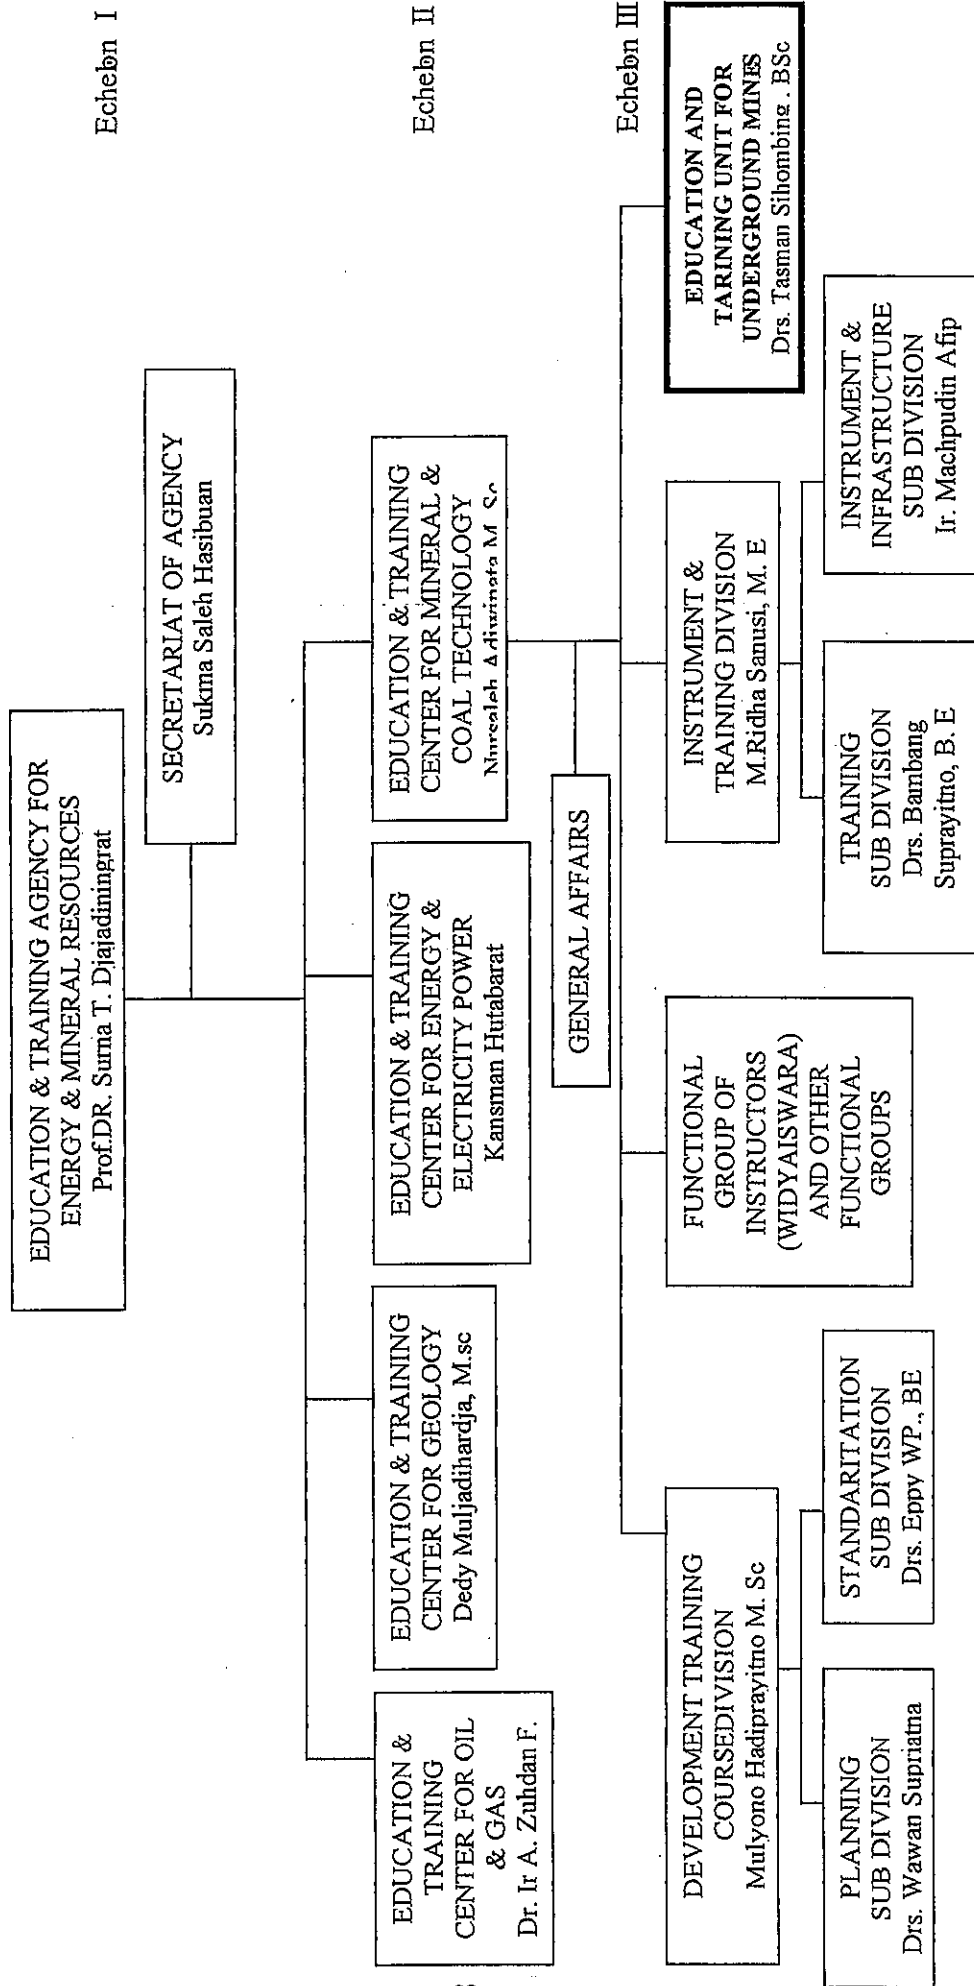 EDUCATION & TRAINING AGENCY FOR
ENERGY & MINERAL RESOURCES
Prof.DR. Surna T. Djajadiningrat
Echebn I
SECRETARIAT OF AGENCY
Sukma Saleh Hasibuan
EDUCATION &
TRAINING
CENTER FOR OIL
& GAS
Dr. Ir A. Zuhdan F.
EDUCATION & TRAINING
CENTER FOR GEOLOGY
Dedy Muljadihardja, M.sc
EDUCATION & TRAINING
CENTER FOR ENERGY &
ELECTRICITY POWER
Kansman Hutabarat
EDUCATION & TRAINING
CENTER FOR MINERAL &
COAL TECHNOLOGY
M. Sc
Echebn II
GENERAL AFFAIRS
Echebn III
DEVELOPMENT TRAINING
COURSEDIVISION
Mulyono Hadiprayitno M. Sc
FUNCTIONAL
GROUP OF
INSTRUCTORS
(WIDYAISWARA)
AND OTHER
FUNCTIONAL
GROUPS
INSTRUMENT &
TRAINING DIVISION
M.Ridha Sanusi, M. E
EDUCATION AND
TARINING UNIT FOR
UNDERGROUND MINES
Drs. Tasman Sihombing . BSc
PLANNING
SUB DIVISION
Drs. Wawan Supriatna
STANDARITATION
SUB DIVISION
Drs. Eppy WP., BE
TRAINING
SUB DIVISION
Drs. Bambang
Suprayitno, B. E
INSTRUMENT &
INFRASTRUCTURE
SUB DIVISION
Ir. Machpudin Afip